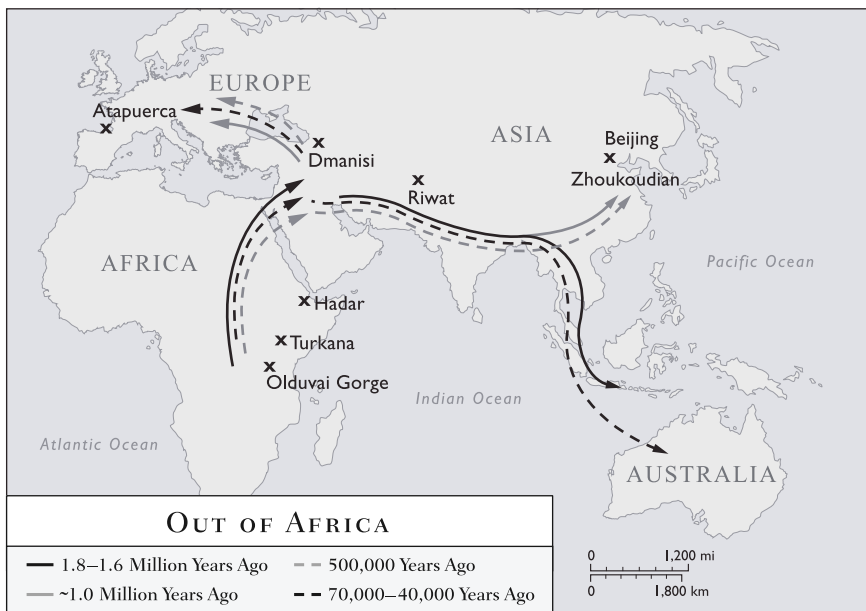 EUROPE
Atapuerca
Dmanisi
ASIA
Beijing
Zhoukoudian
Riwat
AFRICA
Pacific Ocean
Hadar
Turkana
Olduvai Gorge
Indian Ocean
Atlantic Ocean
AUSTRALIA
OUT OF AFRICA
1.8–1.6 Million Years Ago
500,000 Years Ago
~1.0 Million Years Ago
70,000–40,000 Years Ago
0 1,200 mi
0 1,800 km